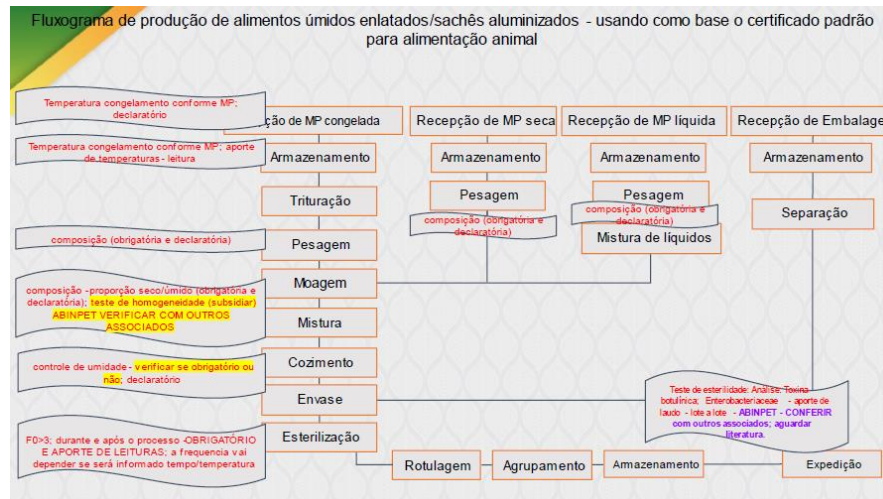 Fluxograma de produção de alimentos úmidos enlatados/sachês aluminizados - usando como base o certificado padrão
para alimentação animal
Temperatura congelamento conforme MP;
declaratório
ção de MP congelada
Recepção de MP seca
Recepção de MP líquida
Recepção de Embalage
Temperatura congelamento conforme MP; aporte
de temperaturas - leitura
Armazenamento
Armazenamento
Armazenamento
Armazenamento
Trituração
Pesagem
Pesagem
Separação
composição (obrigatória e
declaratória)
composição (obrigatória e
declaratória)
composição (obrigatória e declaratória)
Pesagem
Mistura de líquidos
Moagem
composição - proporção seco/úmido (obrigatória e
declaratória); teste de homogeneidade (subsidiar)
ABINPET VERIFICAR COM OUTROS
ASSOCIADOS
Mistura
controle de umidade - verificar se obrigatório ou
não; declaratório
Cozimento
Envase
Teste de esterilidade: Análise: Toxina
botulínica; Enterobacteriaceae - aporte de
laudo - lote a lote - ABINPET - CONFERIR
com outros associados; aguardar
literatura.
F0>3; durante e após o processo -OBRIGATÓRIO
E APORTE DE LEITURAS; a frequencia vai
depender se será informado tempo/temperatura
Esterilização
Rotulagem
Agrupamento
Armazenamento
Expedição